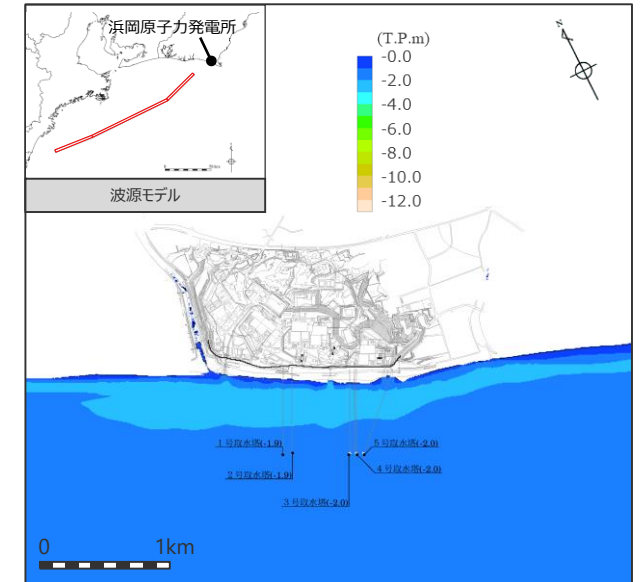 浜岡原子力発電所
波源モデル
(T.P.m)
-0.0
-2.0
-4.0
-6.0
-8.0
-10.0
-12.0
N
1号取水塔(-1.9)
2号取水塔(-1.9)
3号取水塔(-2.0)
5号取水塔(-2.0)
4号取水塔(-2.0)
0 1km